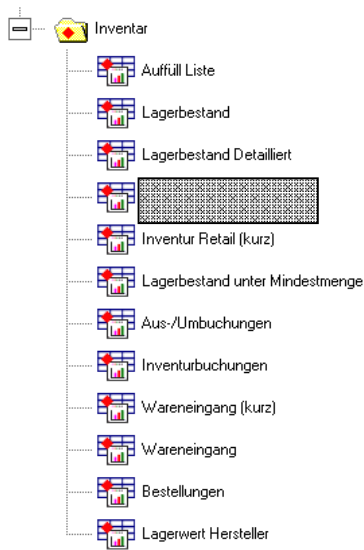 Inventar
Auffüll Liste
Lagerbestand
Lagerbestand Detailliert
Inventur Retail (kurz)
Lagerbestand unter Mindestmenge
Aus-/Umbuchungen
Inventurbuchungen
Wareneingang (kurz)
Wareneingang
Bestellungen
Lagerwert Hersteller